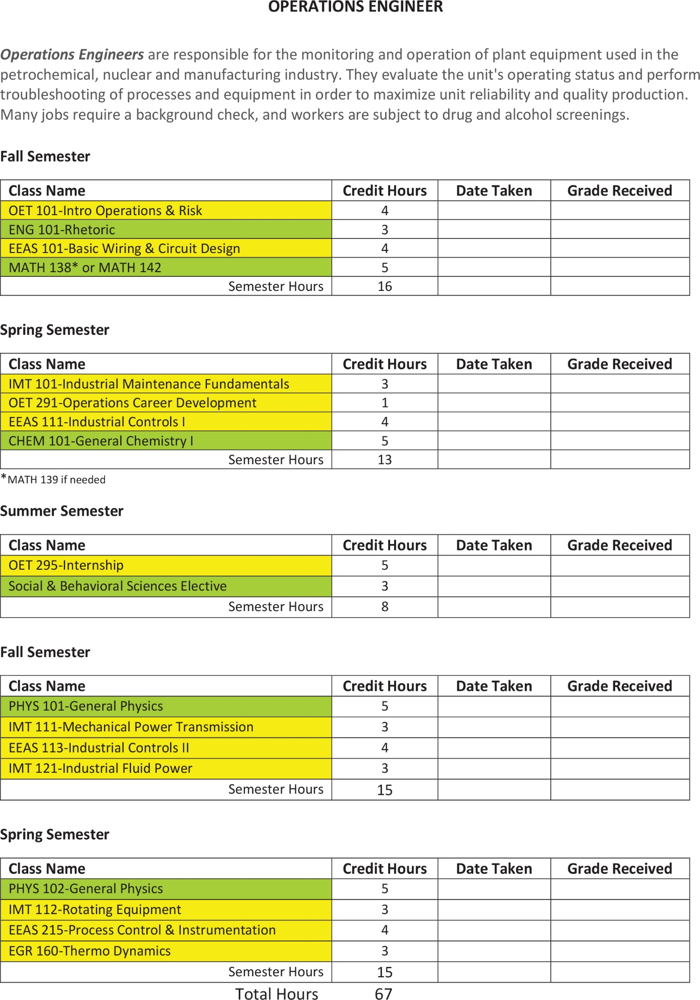 OPERATIONS ENGINEER
Operations Engineers are responsible for the monitoring and operation of plant equipment used in the
petrochemical, nuclear and manufacturing industry. They evaluate the unit's operating status and perform
troubleshooting of processes and equipment in order to maximize unit reliability and quality production.
Many jobs require a background check, and workers are subject to drug and alcohol screenings.
Fall Semester
Class Name Credit Hours Date Taken Grade Received
OET 101-Intro Operations & Risk 4
ENG 101-Rhetoric 3
EEAS 101-Basic Wiring & Circuit Design 4
MATH 138* or MATH 142 5
Semester Hours 16
Spring Semester
Class Name Credit Hours Date Taken Grade Received
IMT 101-Industrial Maintenance Fundamentals 3
OET 291-Operations Career Development 1
EEAS 111-Industrial Controls I 4
CHEM 101-General Chemistry I 5
Semester Hours 13
*MATH 139 if needed
Summer Semester
Class Name Credit Hours Date Taken Grade Received
OET 295-Internship 5
Social & Behavioral Sciences Elective 3
Semester Hours 8
Fall Semester
Class Name Credit Hours Date Taken Grade Received
PHYS 101-General Physics 5
IMT 111-Mechanical Power Transmission 3
EEAS 113-Industrial Controls II 4
IMT 121-Industrial Fluid Power 3
Semester Hours 15
Spring Semester
Class Name Credit Hours Date Taken Grade Received
PHYS 102-General Physics 5
IMT 112-Rotating Equipment 3
EEAS 215-Process Control & Instrumentation 4
EGR 160-Thermo Dynamics 3
Semester Hours 15
Total Hours 67